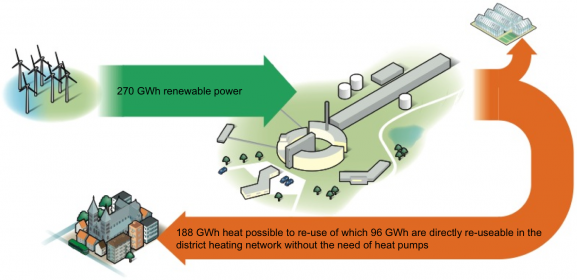 270 GWh renewable power
188 GWh heat possible to re-use of which 96 GWh are directly re-useable in the
district heating network without the need of heat pumps